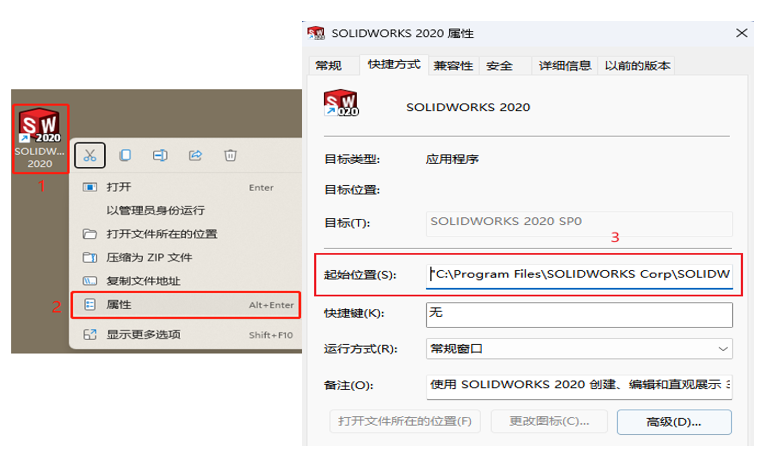 SW
2020
SOLIDW...
2020
1
打开 Enter
以管理员身份运行
打开文件所在的位置
压缩为 ZIP 文件
复制文件地址
2
属性 Alt+Enter
显示更多选项 Shift+F10
SOLIDWORKS 2020 属性
常规 快捷方式 兼容性 安全 详细信息 以前的版本
SW
2020
SOLIDWORKS 2020
目标类型: 应用程序
目标位置:
目标(T): SOLIDWORKS 2020 SP0
3
起始位置(S): "C:\Program Files\SOLIDWORKS Corp\SOLIDW
快捷键(K): 无
运行方式(R): 常规窗口
备注(O): 使用 SOLIDWORKS 2020 创建、编辑和直观展示 3
打开文件所在的位置(F) 更改图标(C)... 高级(D)...